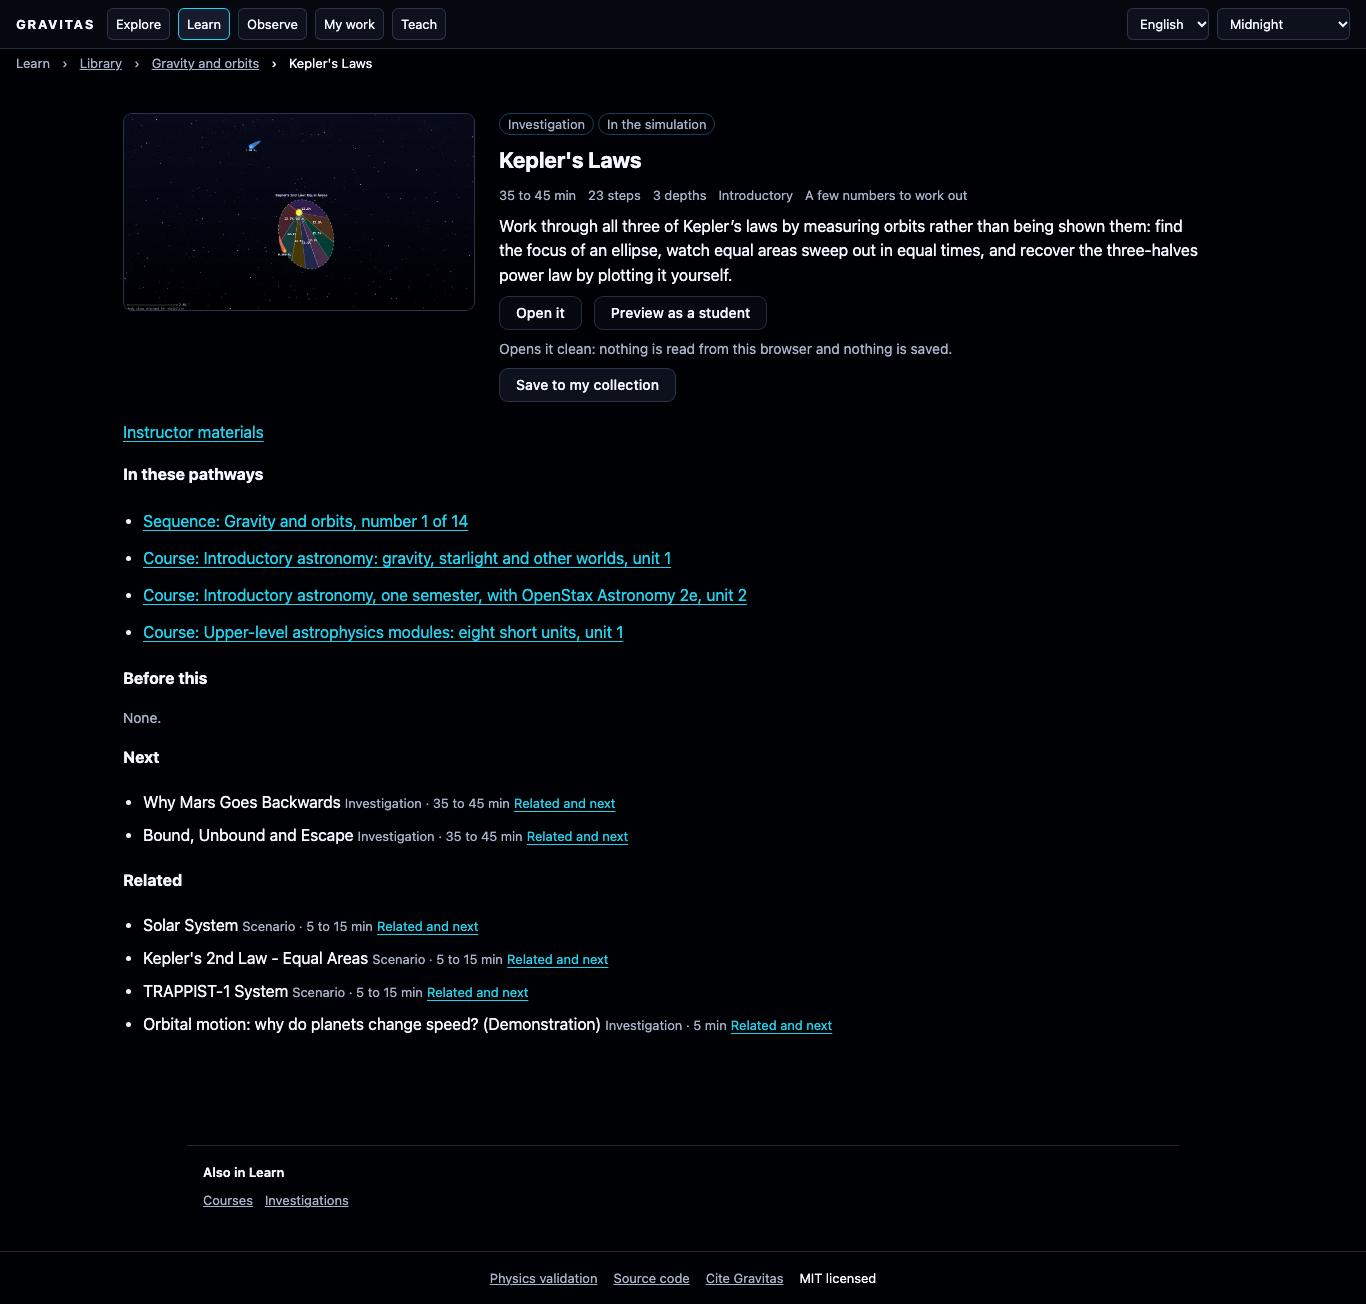 GRAVITAS Explore Learn Observe My work Teach English Midnight
Learn › Library › Gravity and orbits › Kepler's Laws
Kepler's 2nd Law: Equal Areas
Investigation In the simulation
Kepler's Laws
35 to 45 min 23 steps 3 depths Introductory A few numbers to work out
Work through all three of Kepler’s laws by measuring orbits rather than being shown them: find
the focus of an ellipse, watch equal areas sweep out in equal times, and recover the three-halves
power law by plotting it yourself.
Open it Preview as a student
Opens it clean: nothing is read from this browser and nothing is saved.
Save to my collection
Instructor materials
In these pathways
• Sequence: Gravity and orbits, number 1 of 14
• Course: Introductory astronomy: gravity, starlight and other worlds, unit 1
• Course: Introductory astronomy, one semester, with OpenStax Astronomy 2e, unit 2
• Course: Upper-level astrophysics modules: eight short units, unit 1
Before this
None.
Next
• Why Mars Goes Backwards Investigation · 35 to 45 min Related and next
• Bound, Unbound and Escape Investigation · 35 to 45 min Related and next
Related
• Solar System Scenario · 5 to 15 min Related and next
• Kepler's 2nd Law - Equal Areas Scenario · 5 to 15 min Related and next
• TRAPPIST-1 System Scenario · 5 to 15 min Related and next
• Orbital motion: why do planets change speed? (Demonstration) Investigation · 5 min Related and next
Also in Learn
Courses Investigations
Physics validation Source code Cite Gravitas MIT licensed